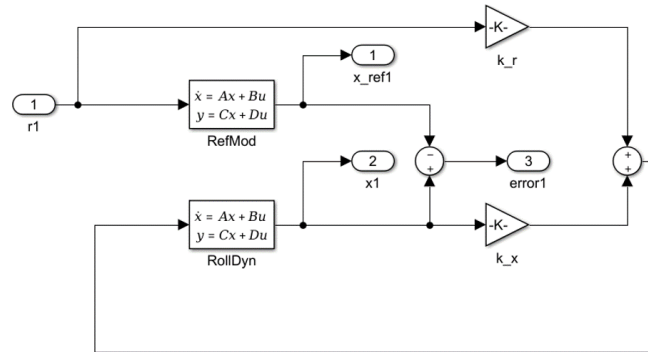 -K-
k_r
1
x_ref1
1
r1
ẋ = Ax + Bu
y = Cx + Du
RefMod
−
+
+
+
2
x1
3
error1
ẋ = Ax + Bu
y = Cx + Du
RollDyn
-K-
k_x